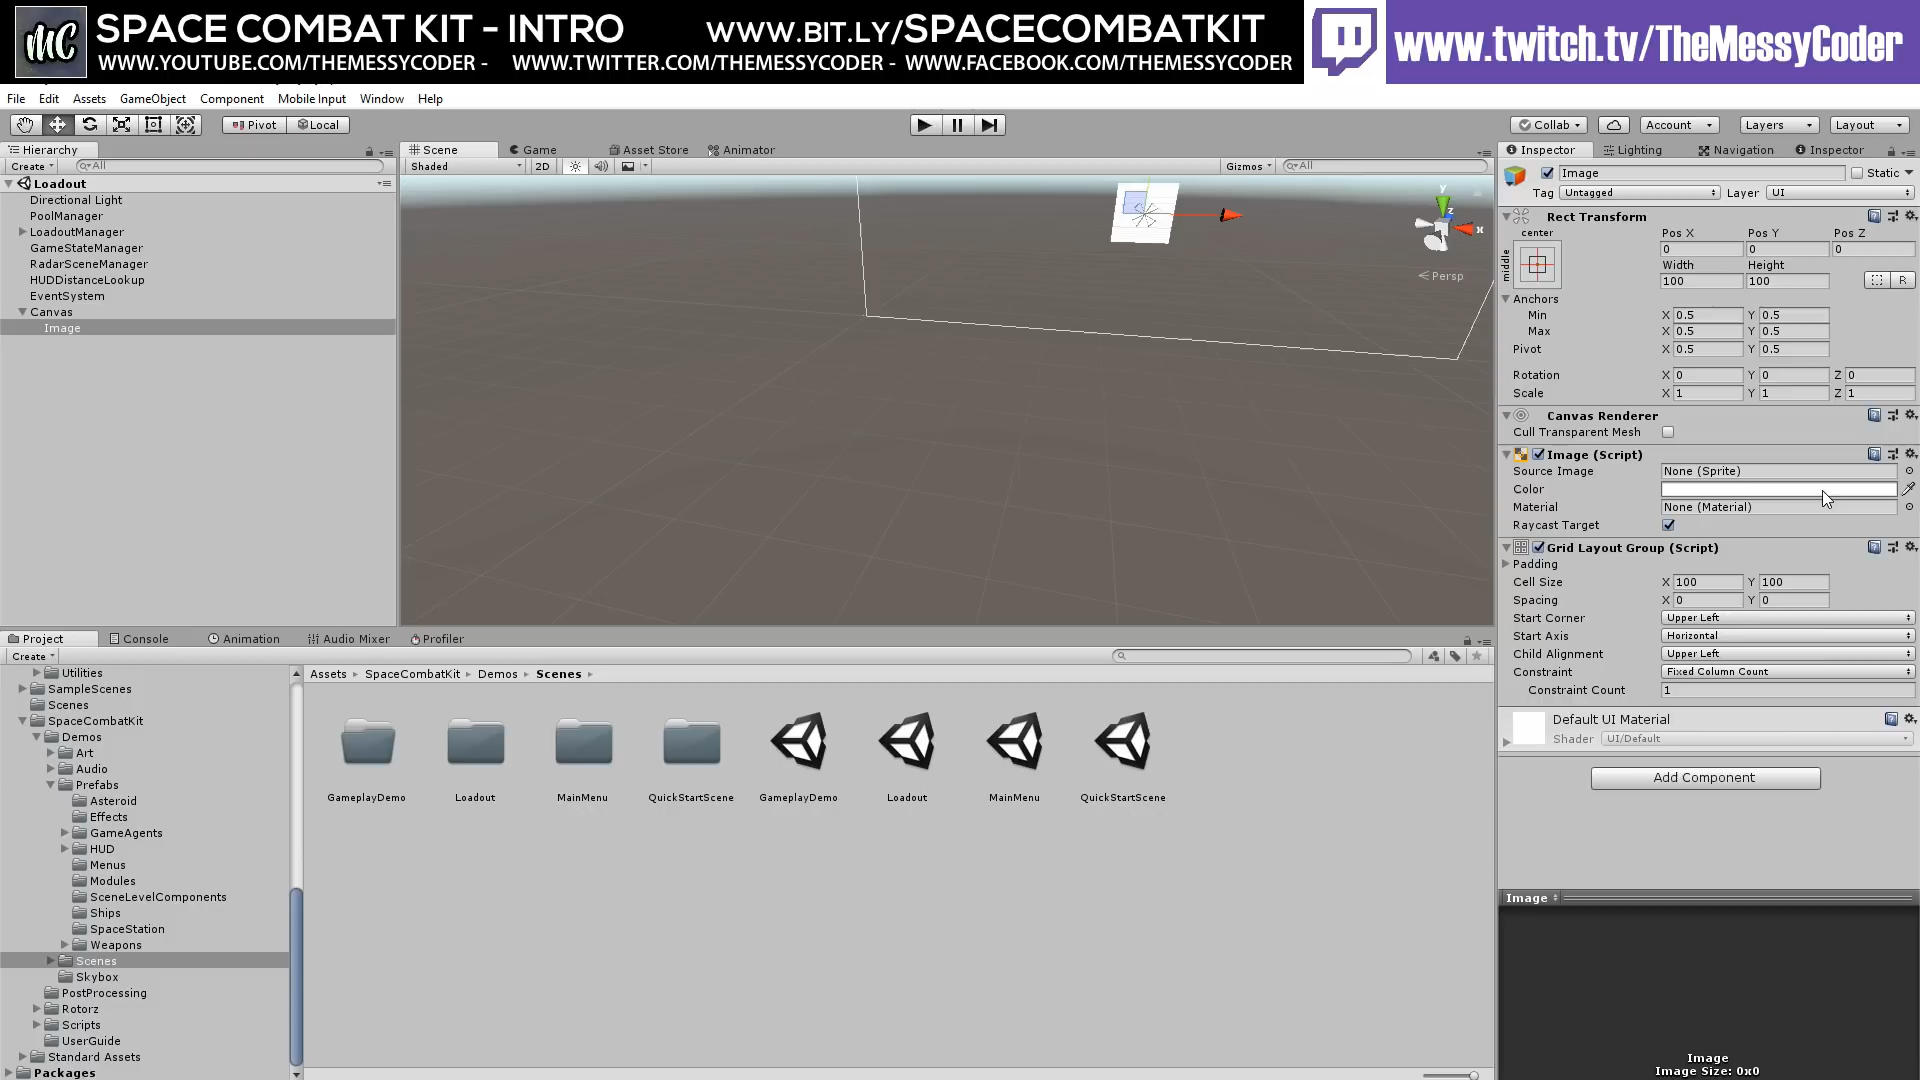 MC
SPACE COMBAT KIT - INTRO
WWW.BIT.LY/SPACECOMBATKIT
WWW.YOUTUBE.COM/THEMESSYCODER - WWW.TWITTER.COM/THEMESSYCODER - WWW.FACEBOOK.COM/THEMESSYCODER
www.twitch.tv/TheMessyCoder
File Edit Assets GameObject Component Mobile Input Window Help
Pivot Local
Collab Account Layers Layout
Hierarchy
Create All
Loadout
Directional Light
PoolManager
LoadoutManager
GameStateManager
RadarSceneManager
HUDDistanceLookup
EventSystem
Canvas
Image
Scene Game Asset Store Animator
Shaded 2D Gizmos All
y
z
x
Persp
Inspector Lighting Navigation Inspector
Image Static
Tag Untagged Layer UI
Rect Transform
center Pos X Pos Y Pos Z
middle 0 0 0
Width Height
100 100 R
Anchors
Min X 0.5 Y 0.5
Max X 0.5 Y 0.5
Pivot X 0.5 Y 0.5
Rotation X 0 Y 0 Z 0
Scale X 1 Y 1 Z 1
Canvas Renderer
Cull Transparent Mesh
Image (Script)
Source Image None (Sprite)
Color
Material None (Material)
Raycast Target
Grid Layout Group (Script)
Padding
Cell Size X 100 Y 100
Spacing X 0 Y 0
Start Corner Upper Left
Start Axis Horizontal
Child Alignment Upper Left
Constraint Fixed Column Count
Constraint Count 1
Default UI Material
Shader UI/Default
Add Component
Image
Image
Image Size: 0x0
Project Console Animation Audio Mixer Profiler
Create
Utilities
SampleScenes
Scenes
SpaceCombatKit
Demos
Art
Audio
Prefabs
Asteroid
Effects
GameAgents
HUD
Menus
Modules
SceneLevelComponents
Ships
SpaceStation
Weapons
Scenes
Skybox
PostProcessing
Rotorz
Scripts
UserGuide
Standard Assets
Packages
Assets SpaceCombatKit Demos Scenes
GameplayDemo Loadout MainMenu QuickStartScene GameplayDemo Loadout MainMenu QuickStartScene